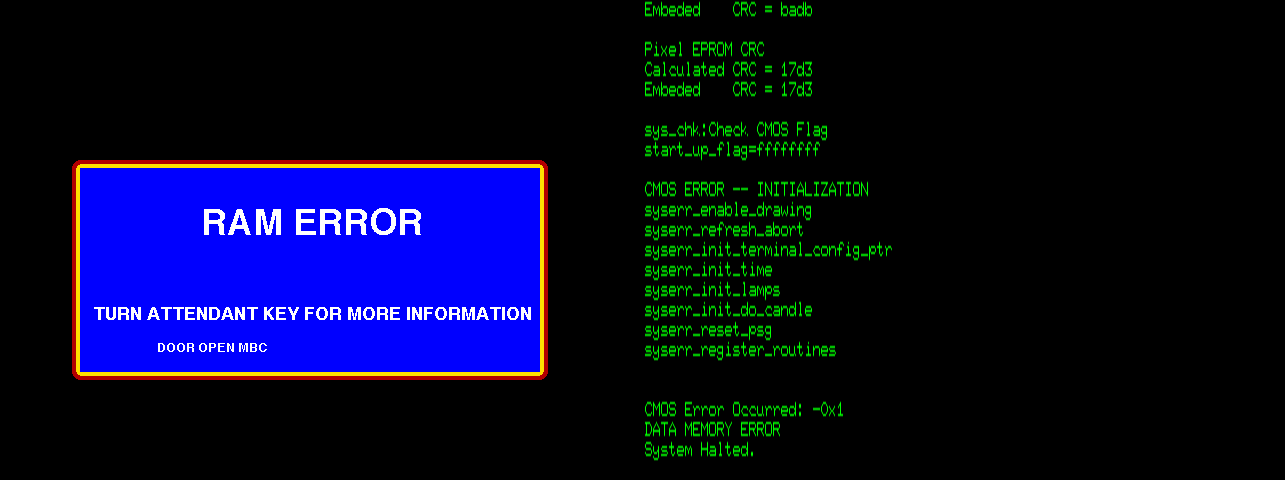 RAM ERROR
TURN ATTENDANT KEY FOR MORE INFORMATION
DOOR OPEN MBC
Embeded    CRC = badb
Pixel EPROM CRC
Calculated CRC = 17d3
Embeded    CRC = 17d3
sys_chk:Check CMOS Flag
start_up_flag=ffffffff
CMOS ERROR -- INITIALIZATION
syserr_enable_drawing
syserr_refresh_abort
syserr_init_terminal_config_ptr
syserr_init_time
syserr_init_lamps
syserr_init_do_candle
syserr_reset_psg
syserr_register_routines
CMOS Error Occurred: -0x1
DATA MEMORY ERROR
System Halted.